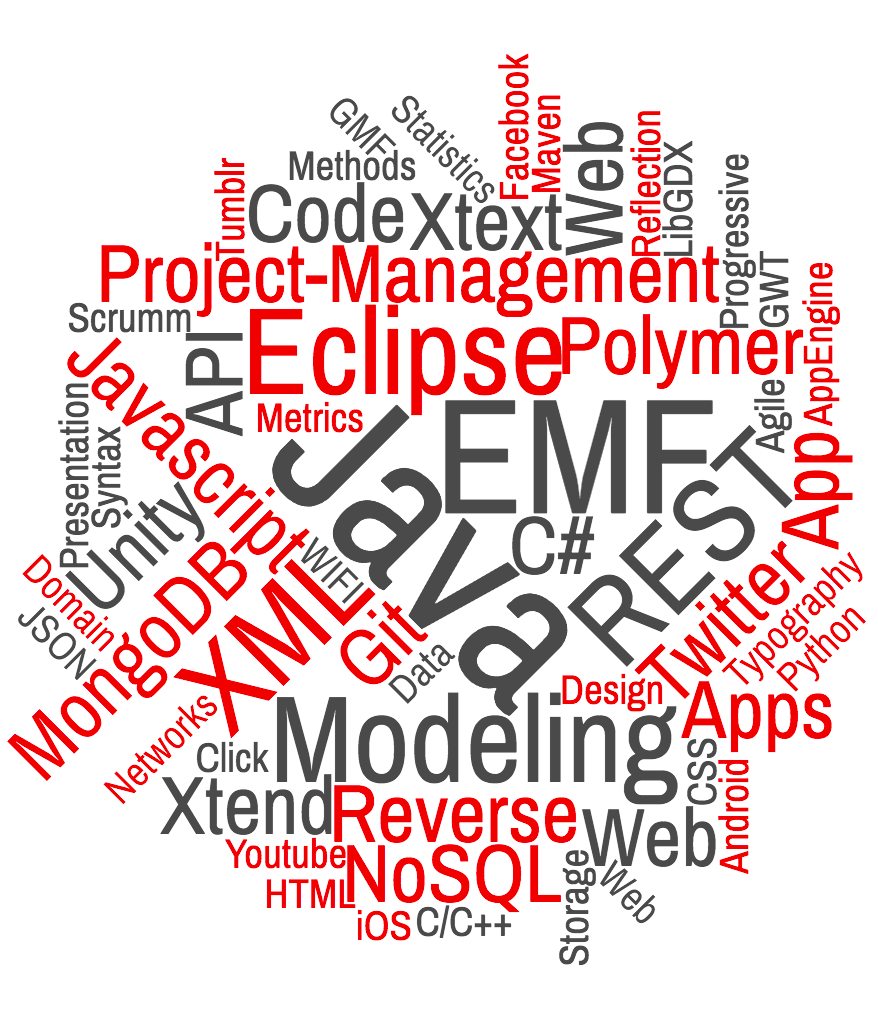 Facebook
Maven
Statistics
GMF
Web
Reflection
LibGDX
Methods
Tumblr
Code
Xtext
Progressive
GWT
Project-Management
AppEngine
Scrumm
API
Eclipse
Polymer
Javascript
Metrics
Agile
Presentation
Syntax
Java
EMF
REST
App
Unity
C#
WIFI
MongoDB
Domain
JSON
XML
Git
Twitter
Typography
Python
Data
Design
Apps
Networks
Click
Modeling
CSS
Android
Xtend
Reverse
Web
Youtube
NoSQL
Storage
Web
HTML
iOS
C/C++